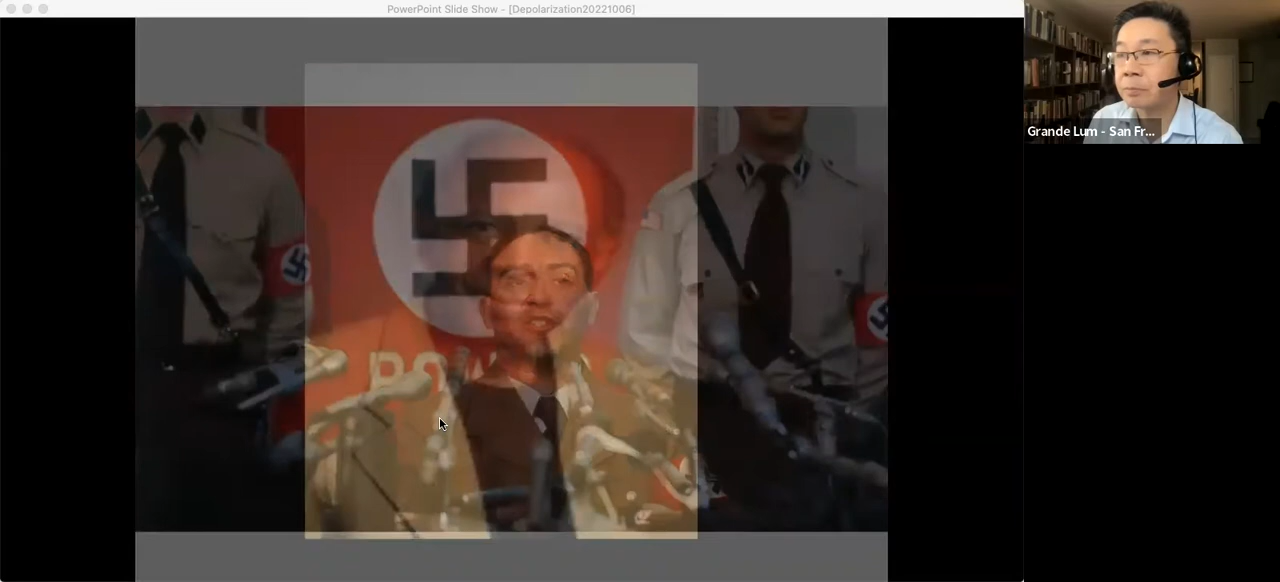 PowerPoint Slide Show - [Depolarization20221006]
Grande Lum - San Fr...